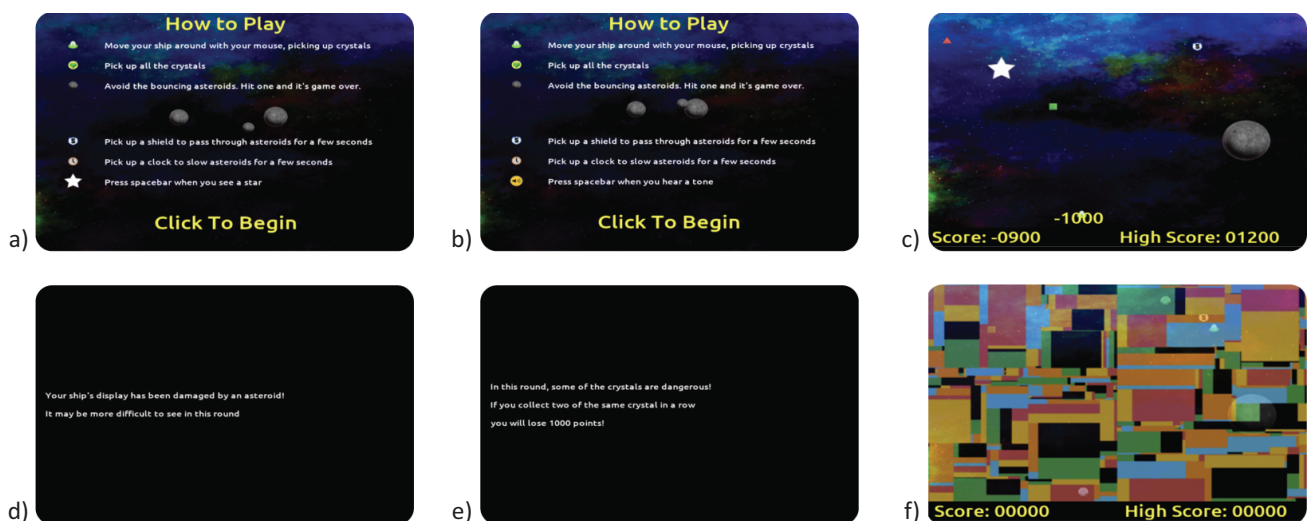 How to Play
Move your ship around with your mouse, picking up crystals
Pick up all the crystals
Avoid the bouncing asteroids. Hit one and it's game over.
Pick up a shield to pass through asteroids for a few seconds
Pick up a clock to slow asteroids for a few seconds
Press spacebar when you see a star
Click To Begin
a)
How to Play
Move your ship around with your mouse, picking up crystals
Pick up all the crystals
Avoid the bouncing asteroids. Hit one and it's game over.
Pick up a shield to pass through asteroids for a few seconds
Pick up a clock to slow asteroids for a few seconds
Press spacebar when you hear a tone
Click To Begin
b)
-1000
c)
Score: -0900
High Score: 01200
Your ship's display has been damaged by an asteroid!
It may be more difficult to see in this round
d)
In this round, some of the crystals are dangerous!
If you collect two of the same crystal in a row
you will lose 1000 points!
e)
f)
Score: 00000
High Score: 00000